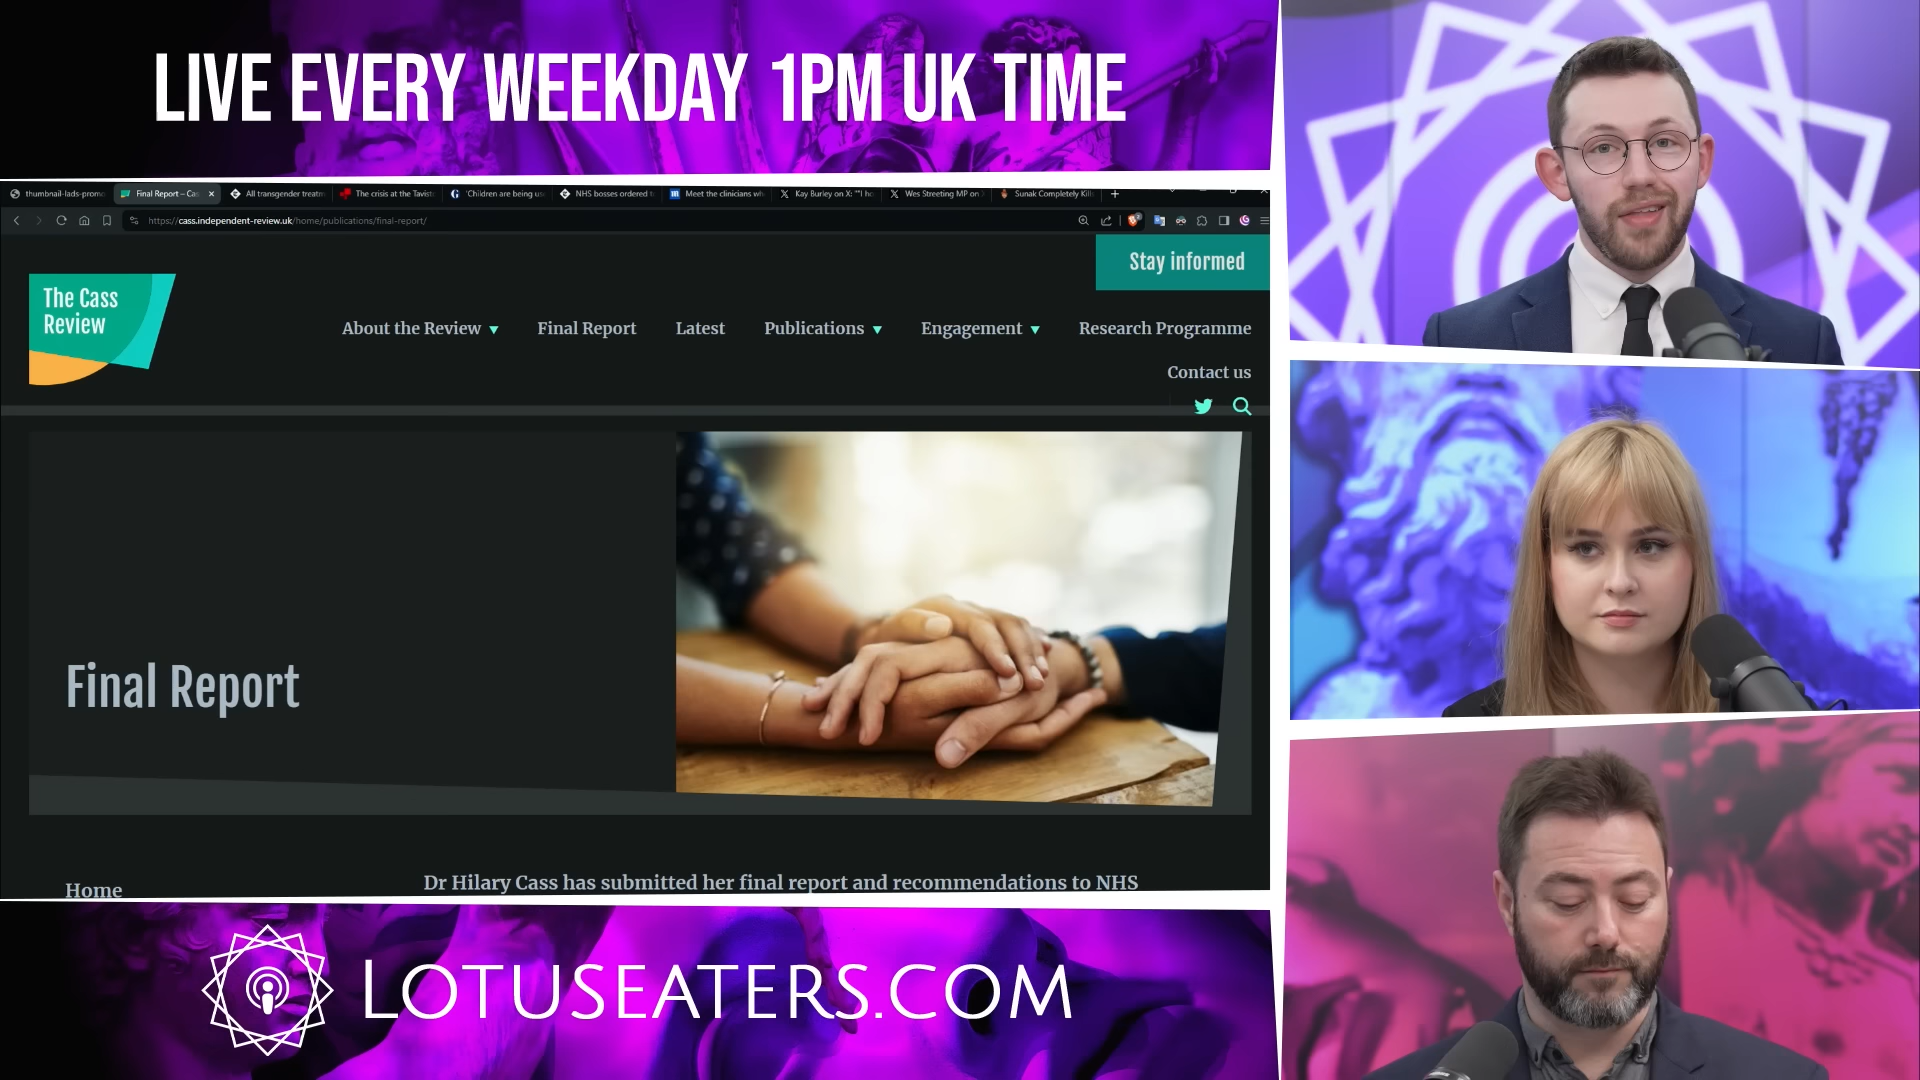 LIVE EVERY WEEKDAY 1PM UK TIME
thumbnail-lads-promo
Final Report – Cas
All transgender treatm
The crisis at the Tavist
'Children are being us
NHS bosses ordered t
Meet the clinicians wh
Kay Burley on X: ""I h
Wes Streeting MP on
Sunak Completely Kill
https://cass.independent-review.uk/home/publications/final-report/
Stay informed
The Cass
Review
About the Review
Final Report
Latest
Publications
Engagement
Research Programme
Contact us
Final Report
Home
Dr Hilary Cass has submitted her final report and recommendations to NHS
LOTUSEATERS.COM